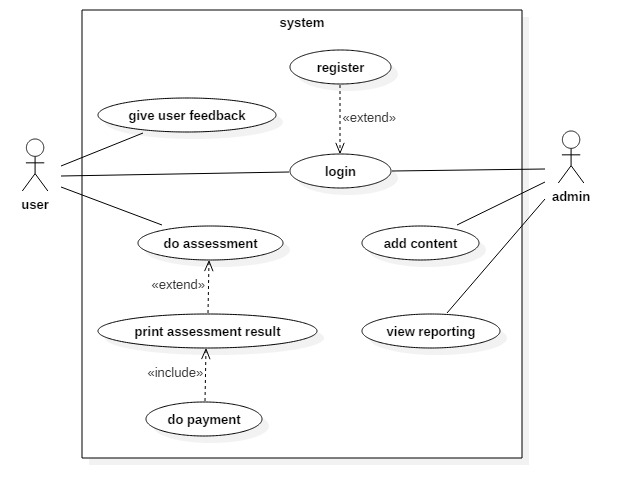 system
register
give user feedback
«extend»
login
user
admin
do assessment
add content
«extend»
print assessment result
view reporting
«include»
do payment